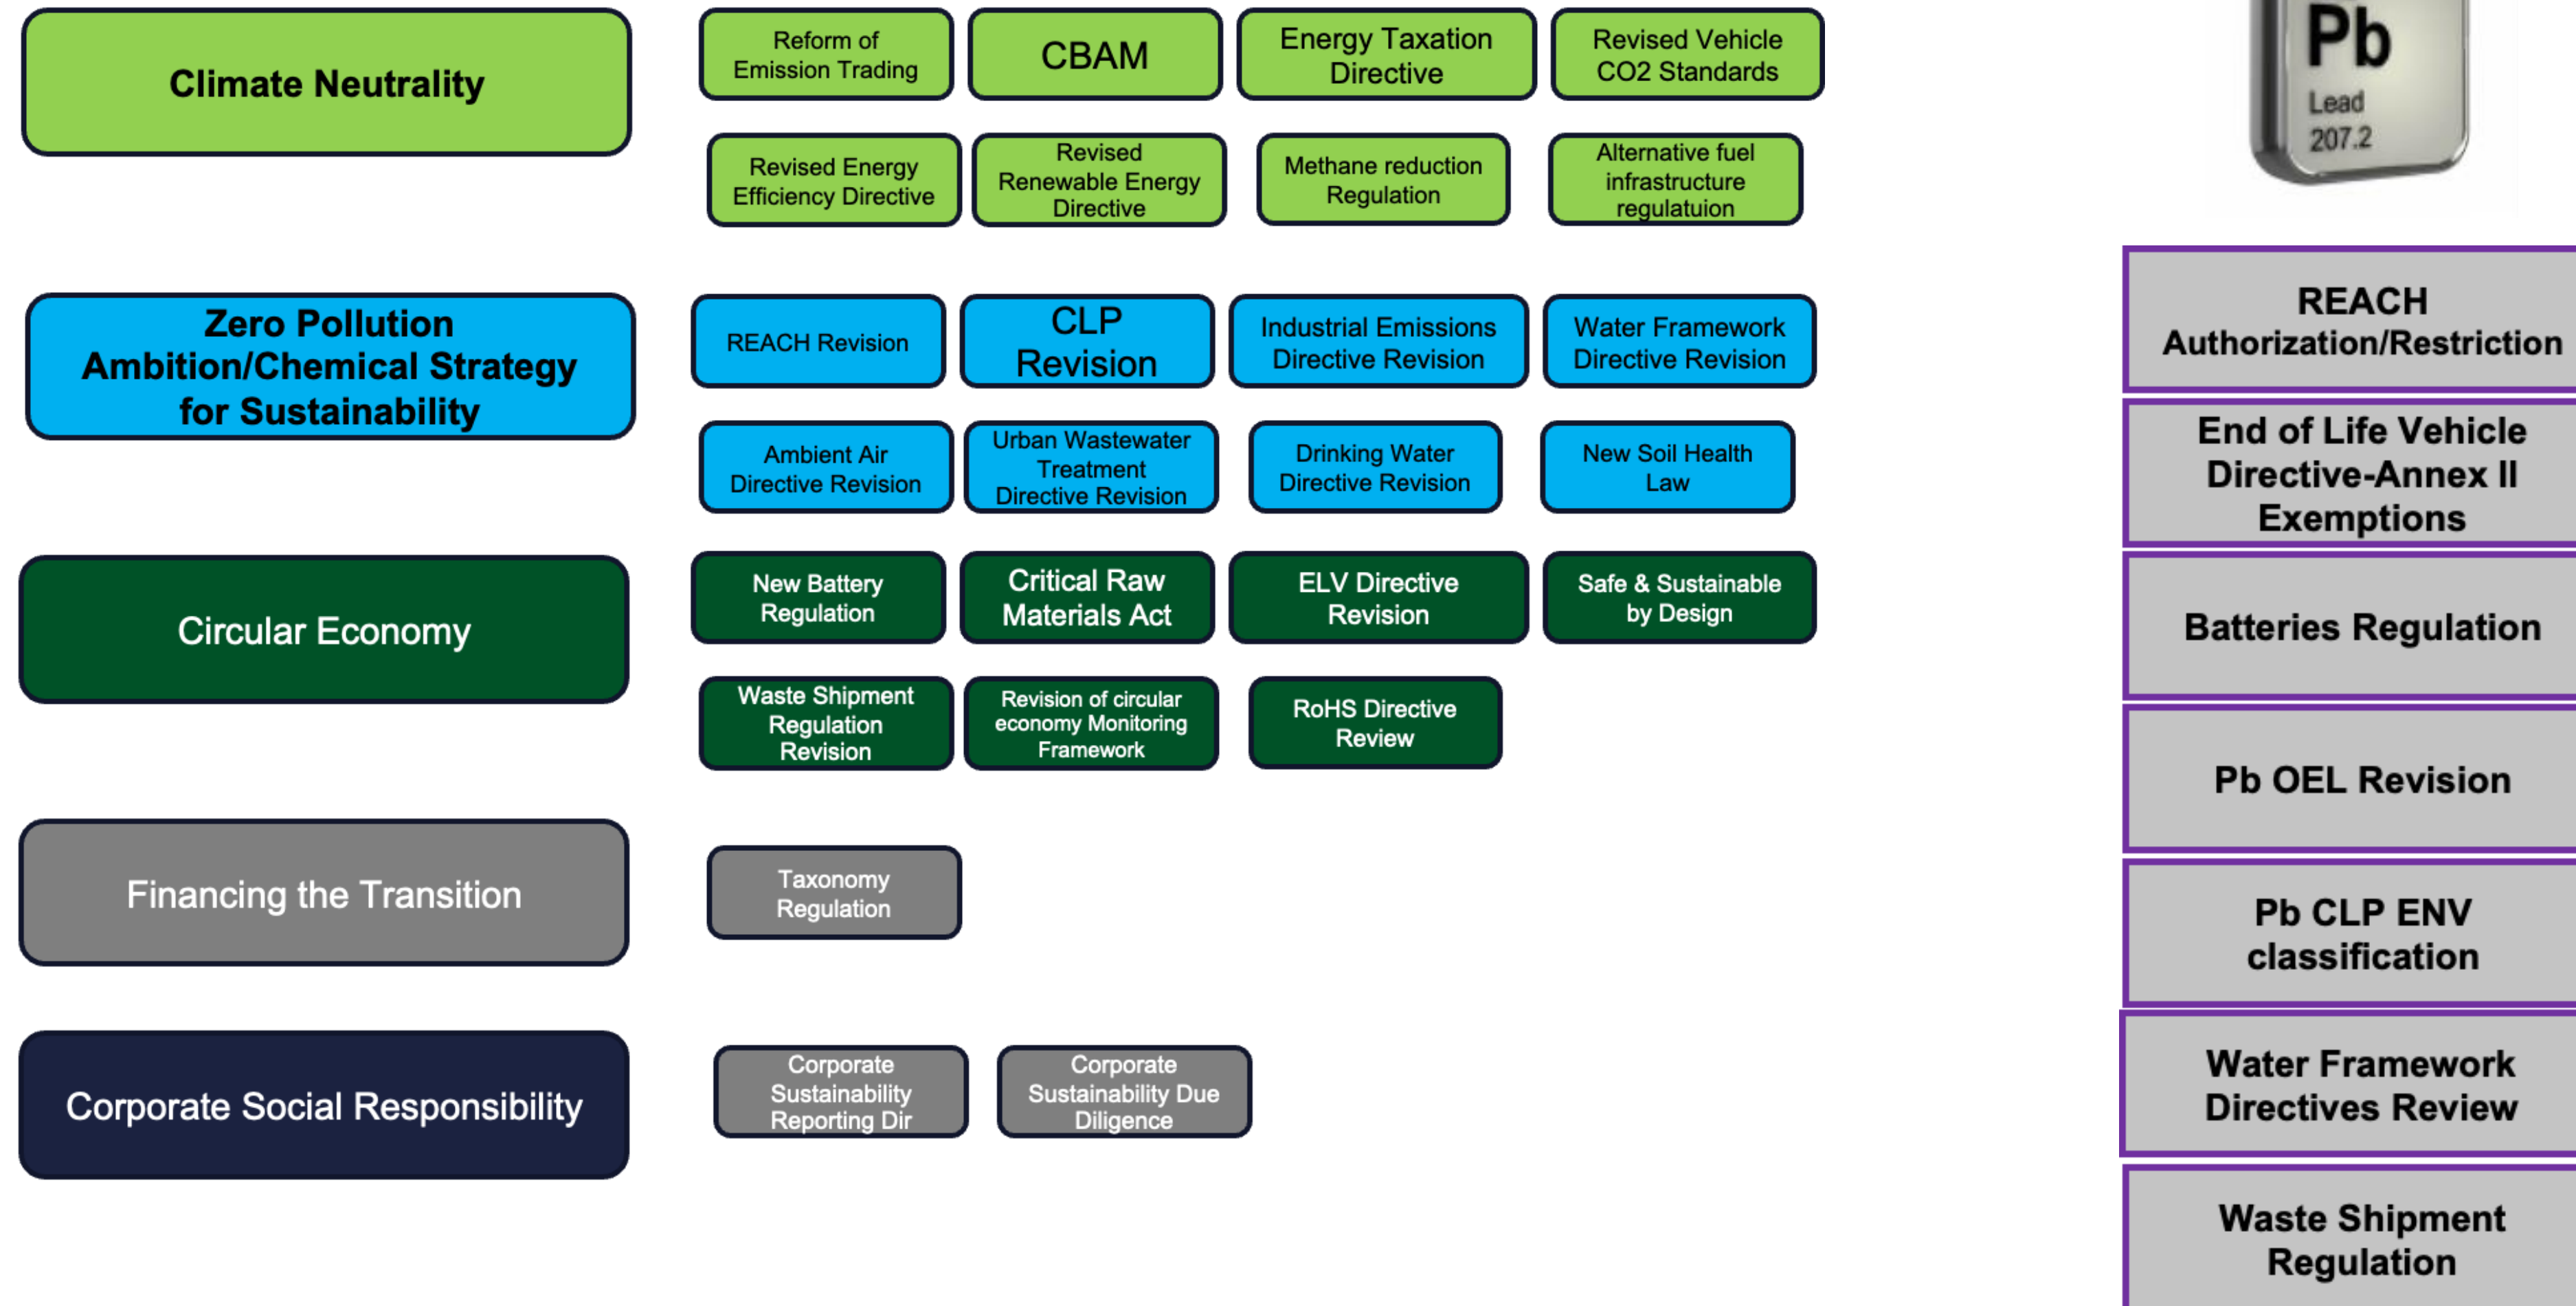 Climate Neutrality
Reform of
Emission Trading
CBAM
Energy Taxation
Directive
Revised Vehicle
CO2 Standards
Revised Energy
Efficiency Directive
Revised
Renewable Energy
Directive
Methane reduction
Regulation
Alternative fuel
infrastructure
regulatuion
Zero Pollution
Ambition/Chemical Strategy
for Sustainability
REACH Revision
CLP
Revision
Industrial Emissions
Directive Revision
Water Framework
Directive Revision
Ambient Air
Directive Revision
Urban Wastewater
Treatment
Directive Revision
Drinking Water
Directive Revision
New Soil Health
Law
Circular Economy
New Battery
Regulation
Critical Raw
Materials Act
ELV Directive
Revision
Safe & Sustainable
by Design
Waste Shipment
Regulation
Revision
Revision of circular
economy Monitoring
Framework
RoHS Directive
Review
Financing the Transition
Taxonomy
Regulation
Corporate Social Responsibility
Corporate
Sustainability
Reporting Dir
Corporate
Sustainability Due
Diligence
Pb
Lead
207.2
REACH
Authorization/Restriction
End of Life Vehicle
Directive-Annex II
Exemptions
Batteries Regulation
Pb OEL Revision
Pb CLP ENV
classification
Water Framework
Directives Review
Waste Shipment
Regulation